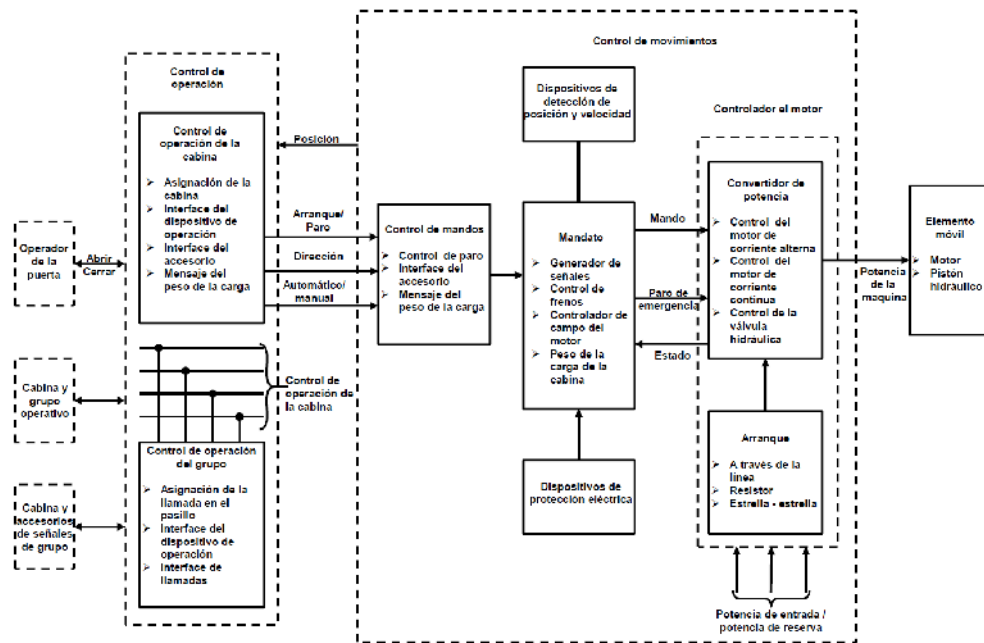 Control de movimientos
Control de
operación
Dispositivos de
detección de
posición y velocidad
Controlador el motor
Control de
operación de la
cabina
Asignación de la
cabina
Interface del
dispositivo de
operación
Interface del
accesorio
Mensaje del
peso de la carga
Posición
Arranque/
Paro
Dirección
Automático/
manual
Operador
de la
puerta
Abrir
Cerrar
Control de mandos
Control de paro
Interface del
accesorio
Mensaje del
peso de la carga
Mandato
Generador de
señales
Control de
frenos
Controlador de
campo del
motor
Peso de la
carga de la
cabina
Mando
Paro de
emergencia
Estado
Convertidor de
potencia
Control del
motor de
corriente alterna
Control del
motor de
corriente
continua
Control de la
válvula
hidráulica
Potencia
de la
maquina
Elemento
móvil
Motor
Pistón
hidráulico
Cabina y
grupo
operativo
Control de
operación de
la cabina
Control de operación
del grupo
Asignación de la
llamada en el
pasillo
Interface del
dispositivo de
operación
Interface de
llamadas
Cabina y
accesorios
de señales
de grupo
Dispositivos de
protección eléctrica
Arranque
A través de la
línea
Resistor
Estrella - estrella
Potencia de entrada /
potencia de reserva